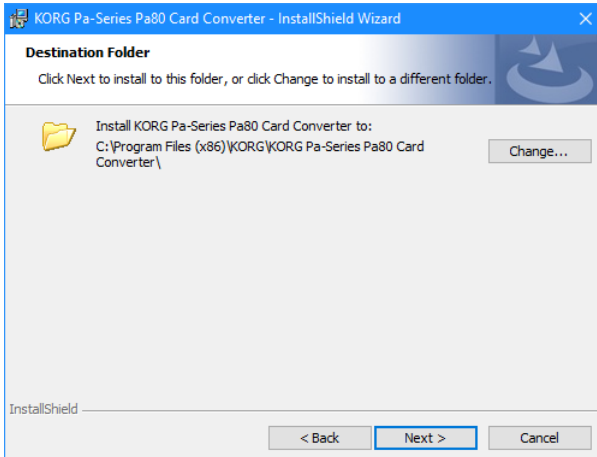 KORG Pa-Series Pa80 Card Converter - InstallShield Wizard
Destination Folder
Click Next to install to this folder, or click Change to install to a different folder.
Install KORG Pa-Series Pa80 Card Converter to:
C:\Program Files (x86)\KORG\KORG Pa-Series Pa80 Card
Converter\
Change...
InstallShield
< Back
Next >
Cancel